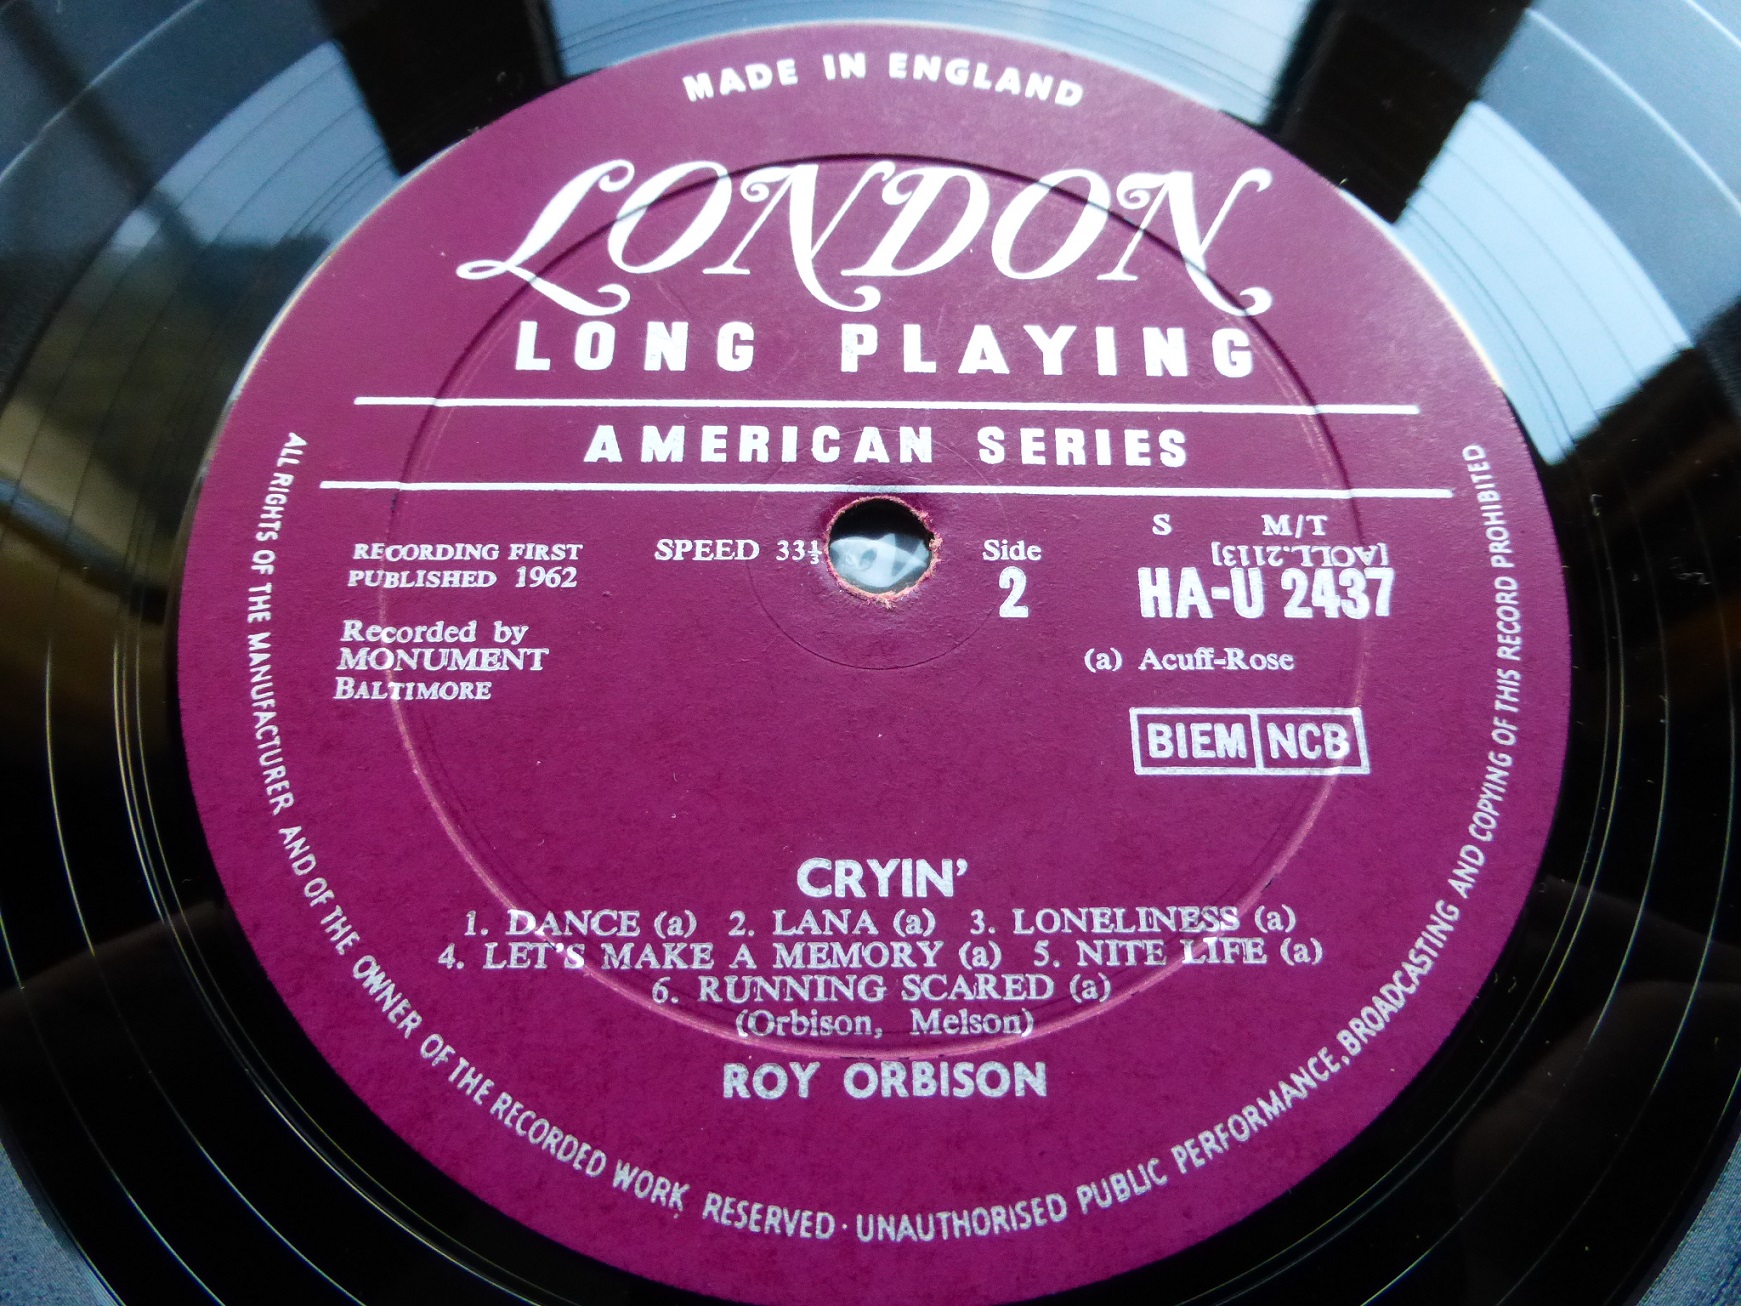 MADE IN ENGLAND
LONDON
LONG PLAYING
AMERICAN SERIES
RECORDING FIRST
PUBLISHED 1962
SPEED 33⅓
Side
2
S M/T
[AOLL.2113]
HA-U 2437
Recorded by
MONUMENT
BALTIMORE
(a) Acuff-Rose
BIEM NCB
CRYIN'
1. DANCE (a) 2. LANA (a) 3. LONELINESS (a)
4. LET'S MAKE A MEMORY (a) 5. NITE LIFE (a)
6. RUNNING SCARED (a)
(Orbison, Melson)
ROY ORBISON
ALL RIGHTS OF THE MANUFACTURER AND OF THE OWNER OF THE RECORDED WORK RESERVED · UNAUTHORISED PUBLIC PERFORMANCE, BROADCASTING AND COPYING OF THIS RECORD PROHIBITED